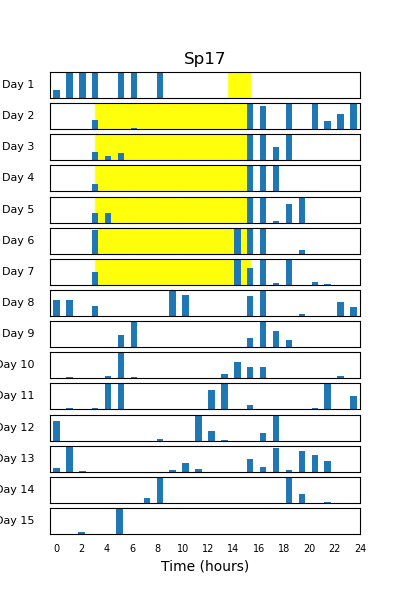 Sp17
Day 1
Day 2
Day 3
Day 4
Day 5
Day 6
Day 7
Day 8
Day 9
Day 10
Day 11
Day 12
Day 13
Day 14
Day 15
0 2 4 6 8 10 12 14 16 18 20 22 24
Time (hours)